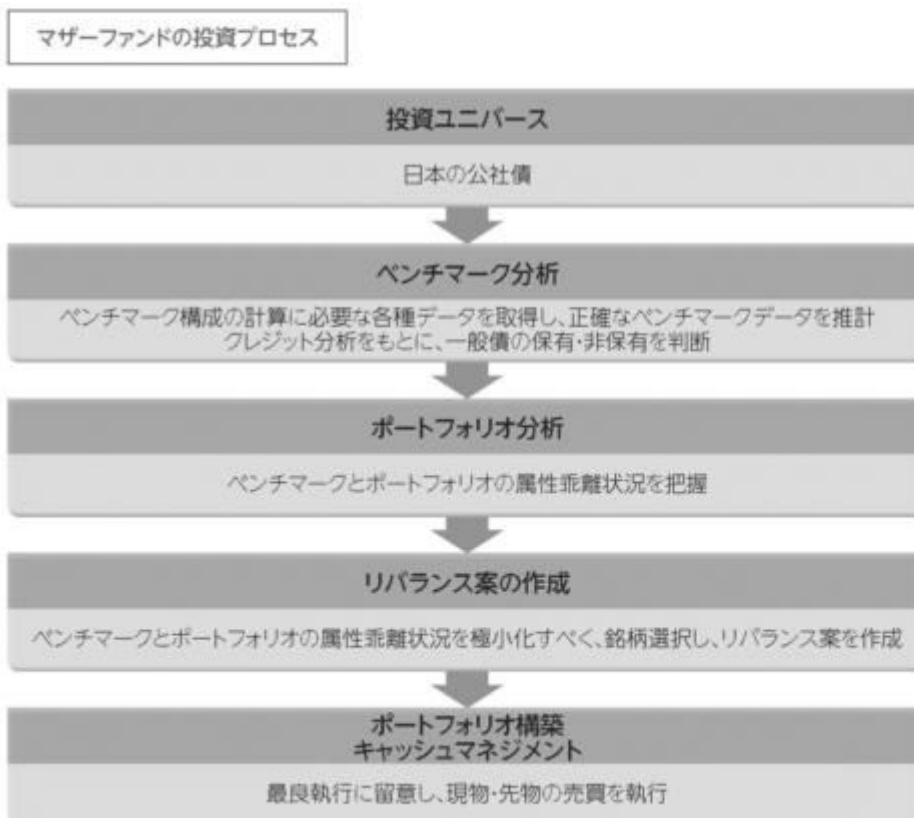 マザーファンドの投資プロセス
投資ユニバース
日本の公社債
ベンチマーク分析
ベンチマーク構成の計算に必要な各種データを取得し、正確なベンチマークデータを推計
クレジット分析をもとに、一般債の保有・非保有を判断
ポートフォリオ分析
ベンチマークとポートフォリオの属性乖離状況を把握
リバランス案の作成
ベンチマークとポートフォリオの属性乖離状況を極小化すべく、銘柄選択し、リバランス案を作成
ポートフォリオ構築
キャッシュマネジメント
最良執行に留意し、現物・先物の売買を執行